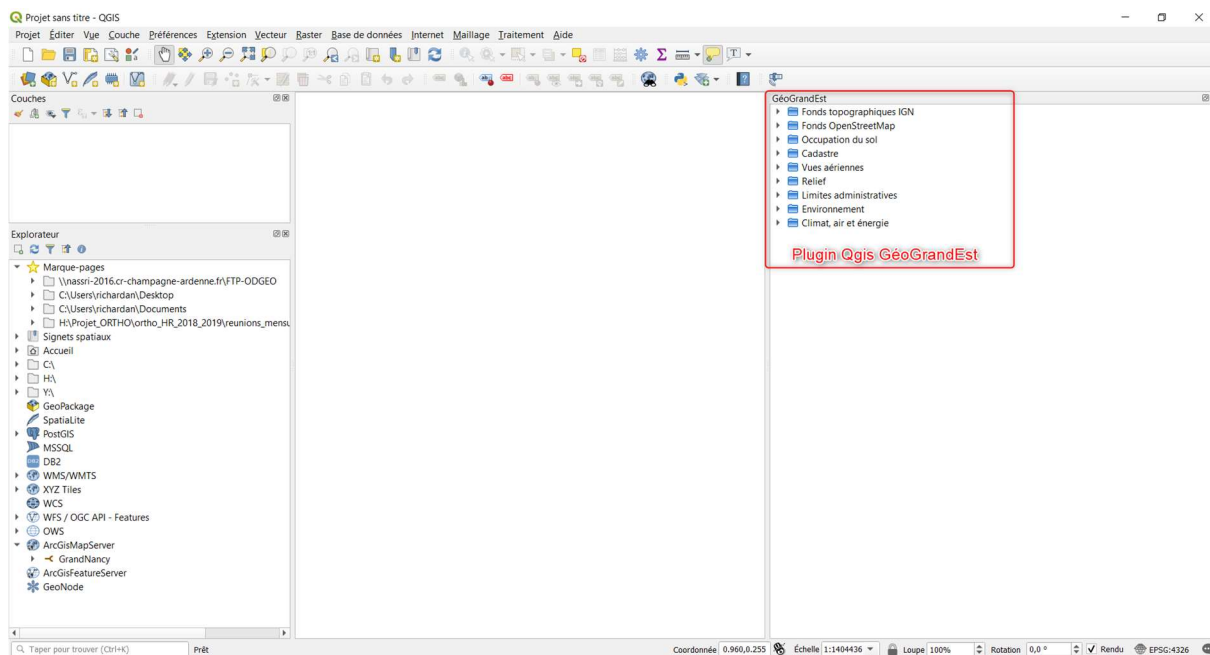 Projet sans titre - QGIS
Projet Éditer Vue Couche Préférences Extension Vecteur Raster Base de données Internet Maillage Traitement Aide
Couches
GéoGrandEst
Fonds topographiques IGN
Fonds OpenStreetMap
Occupation du sol
Cadastre
Vues aériennes
Relief
Limites administratives
Environnement
Climat, air et énergie
Plugin Qgis GéoGrandEst
Explorateur
Marque-pages
\\nassri-2016.cr-champagne-ardenne.fr\FTP-ODGEO
C:\Users\richardan\Desktop
C:\Users\richardan\Documents
H:\Projet_ORTHO\ortho_HR_2018_2019\reunions_mensu
Signets spatiaux
Accueil
C:\
H:\
Y:\
GeoPackage
SpatiaLite
PostGIS
MSSQL
DB2
WMS/WMTS
XYZ Tiles
WCS
WFS / OGC API - Features
OWS
ArcGisMapServer
GrandNancy
ArcGisFeatureServer
GeoNode
Taper pour trouver (Ctrl+K) Prêt Coordonnée 0.960,0.255 Échelle 1:1404436 Loupe 100% Rotation 0,0 ° Rendu EPSG:4326